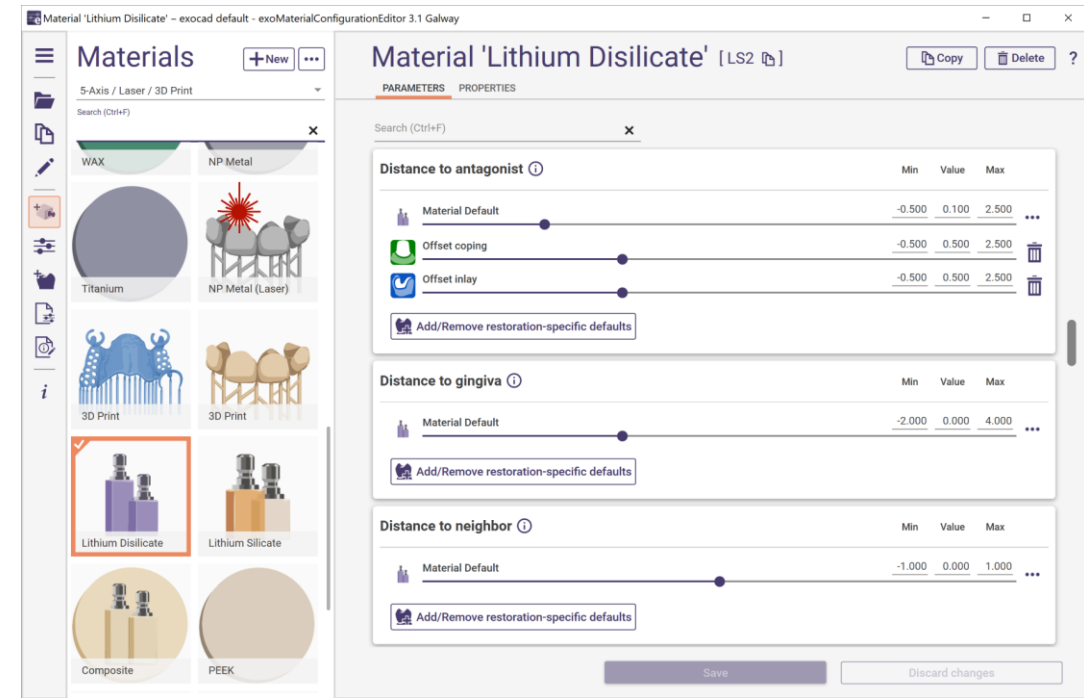 Material 'Lithium Disilicate' – exocad default - exoMaterialConfigurationEditor 3.1 Galway
Materials
+New
5-Axis / Laser / 3D Print
Search (Ctrl+F)
WAX NP Metal
Titanium NP Metal (Laser)
3D Print 3D Print
Lithium Disilicate Lithium Silicate
Composite PEEK
Material 'Lithium Disilicate' [LS2]
Copy Delete ?
PARAMETERS PROPERTIES
Search (Ctrl+F)
Distance to antagonist Min Value Max
Material Default -0.500 0.100 2.500
Offset coping -0.500 0.500 2.500
Offset inlay -0.500 0.500 2.500
Add/Remove restoration-specific defaults
Distance to gingiva Min Value Max
Material Default -2.000 0.000 4.000
Add/Remove restoration-specific defaults
Distance to neighbor Min Value Max
Material Default -1.000 0.000 1.000
Add/Remove restoration-specific defaults
Save Discard changes